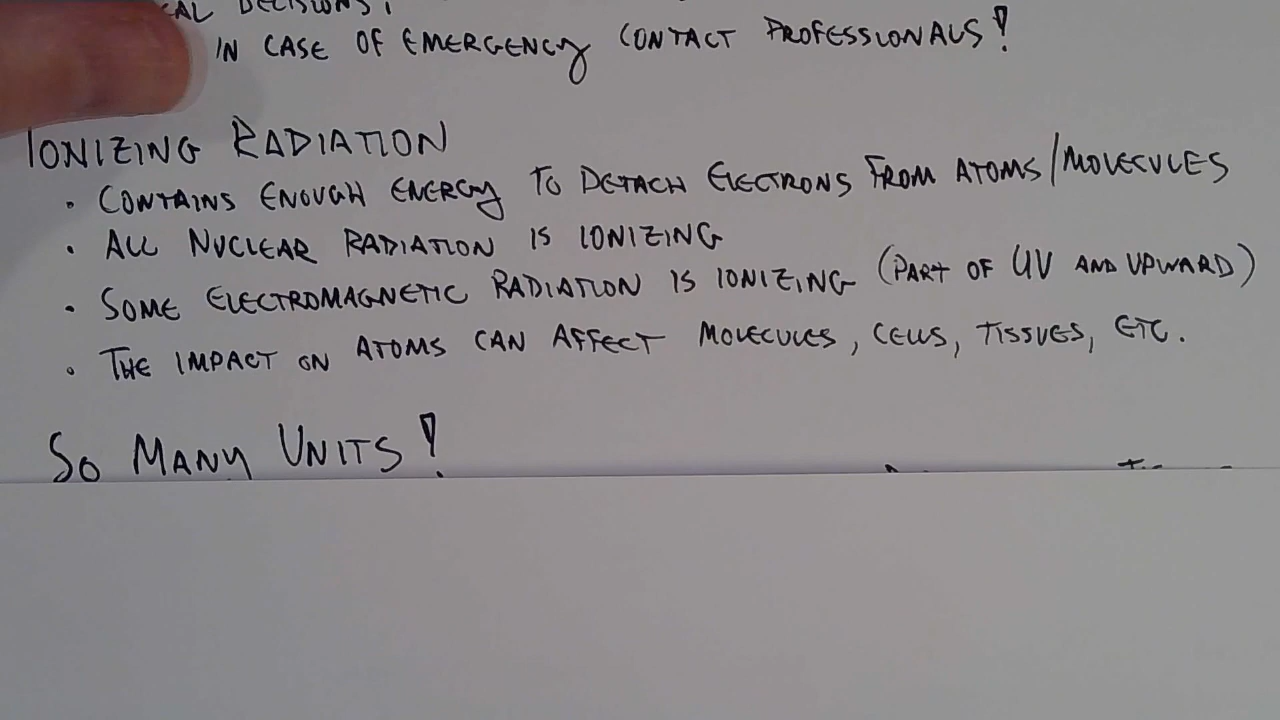 DECISIONS!
IN CASE OF EMERGENCY CONTACT PROFESSIONALS!
IONIZING RADIATION
• CONTAINS ENOUGH ENERGY TO DETACH ELECTRONS FROM ATOMS/MOLECULES
• ALL NUCLEAR RADIATION IS IONIZING
• SOME ELECTROMAGNETIC RADIATION IS IONIZING (PART OF UV AND UPWARD)
• THE IMPACT ON ATOMS CAN AFFECT MOLECULES, CELLS, TISSUES, ETC.
SO MANY UNITS!